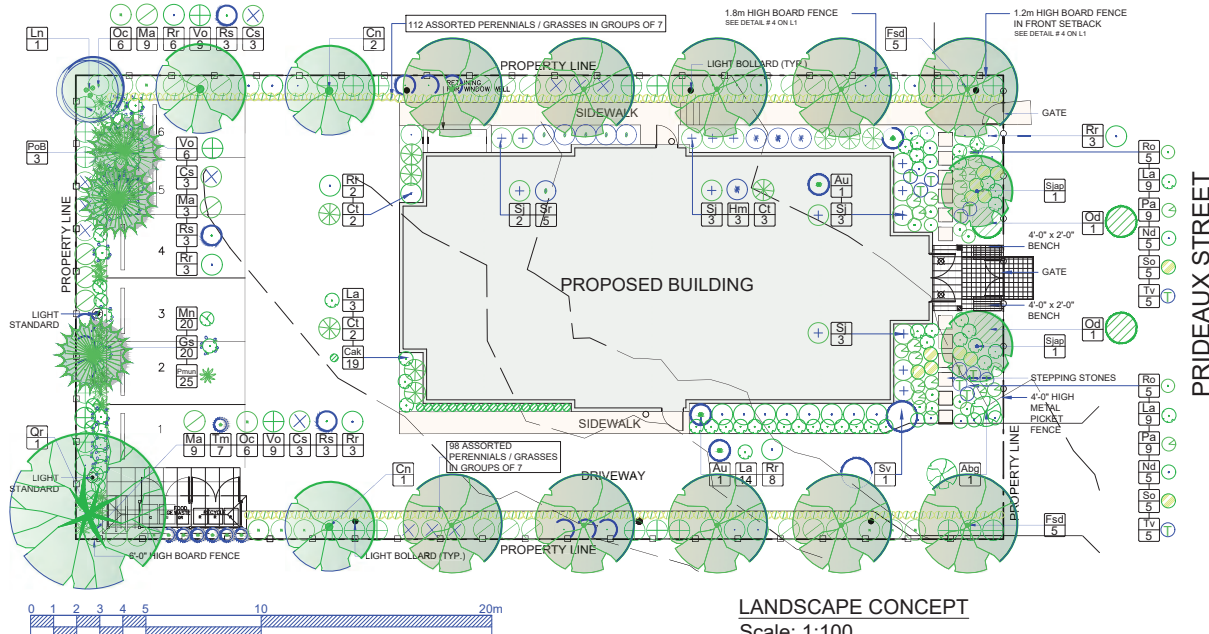 Ln
1
Oc Ma Rr Vo Rs Cs
6 9 6 9 3 3
112 ASSORTED PERENNIALS / GRASSES IN GROUPS OF 7
Cn
2
PROPERTY LINE
1.8m HIGH BOARD FENCE
SEE DETAIL # 4 ON L1
Fsd
5
1.2m HIGH BOARD FENCE
IN FRONT SETBACK
SEE DETAIL # 4 ON L1
RETAINING
FOR WINDOW WELL
LIGHT BOLLARD (TYP.)
SIDEWALK
GATE
Rr
3
PoB
3
6
5
4
3
2
1
Vo
6
Cs
3
Ma
3
Rs
3
Rr
3
PROPERTY LINE
Ct
2
Sj Sr
2 5
Sj Hm Ct
3 3 3
Au
1
Sj
3
Sjap
1
Od
1
4'-0" x 2'-0"
BENCH
GATE
4'-0" x 2'-0"
BENCH
Od
1
Sjap
1
Ro
5
La
9
Pa
9
Nd
5
So
5
Tv
5
PRIDEAUX STREET
PROPOSED BUILDING
LIGHT
STANDARD
Mn
20
Gs
20
Pmun
25
La
3
Ct
2
Cak
19
Sj
3
STEPPING STONES
4'-0" HIGH
METAL
PICKET
FENCE
Ro
5
La
9
Pa
9
Nd
5
So
5
Tv
5
Qr
1
Ma Tm Oc Vo Cs Rs Rr
9 7 6 9 3 3 3
SIDEWALK
98 ASSORTED
PERENNIALS / GRASSES
IN GROUPS OF 7
Cn
1
DRIVEWAY
Au La Rr
1 14 8
Sv
1
Abg
1
PROPERTY LINE
Fsd
5
LIGHT
STANDARD
RECYCLE
6'-0" HIGH BOARD FENCE
LIGHT BOLLARD (TYP.)
PROPERTY LINE
0 1 2 3 4 5 10 20m
LANDSCAPE CONCEPT
Scale: 1:100